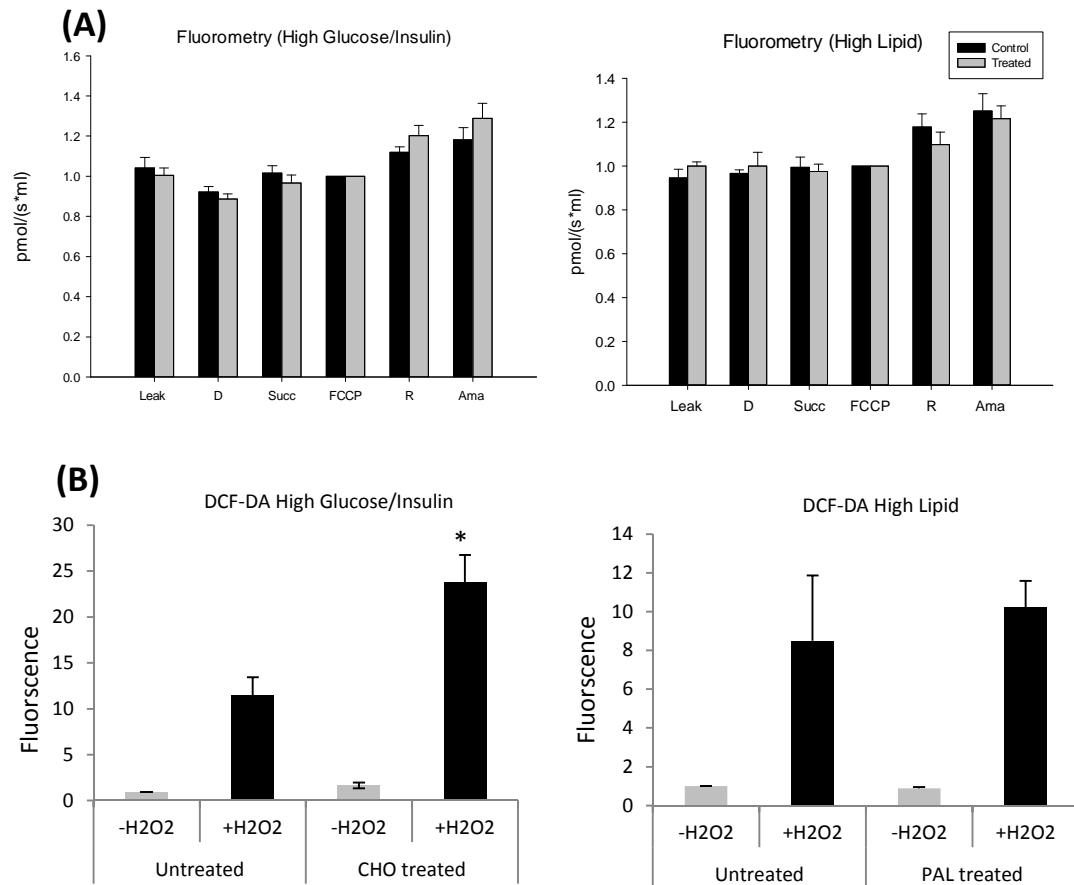 (A)
Fluorometry (High Glucose/Insulin)
pmol/(s*ml)
1.6
1.4
1.2
1.0
0.8
0.6
0.4
0.2
0.0
Leak D Succ FCCP R Ama
Fluorometry (High Lipid)
Control
Treated
pmol/(s*ml)
1.4
1.2
1.0
0.8
0.6
0.4
0.2
0.0
Leak D Succ FCCP R Ama
(B)
DCF-DA High Glucose/Insulin
Fluorscence
30
25
20
15
10
5
0
*
-H2O2 +H2O2 -H2O2 +H2O2
Untreated CHO treated
DCF-DA High Lipid
Fluorscence
14
12
10
8
6
4
2
0
-H2O2 +H2O2 -H2O2 +H2O2
Untreated PAL treated